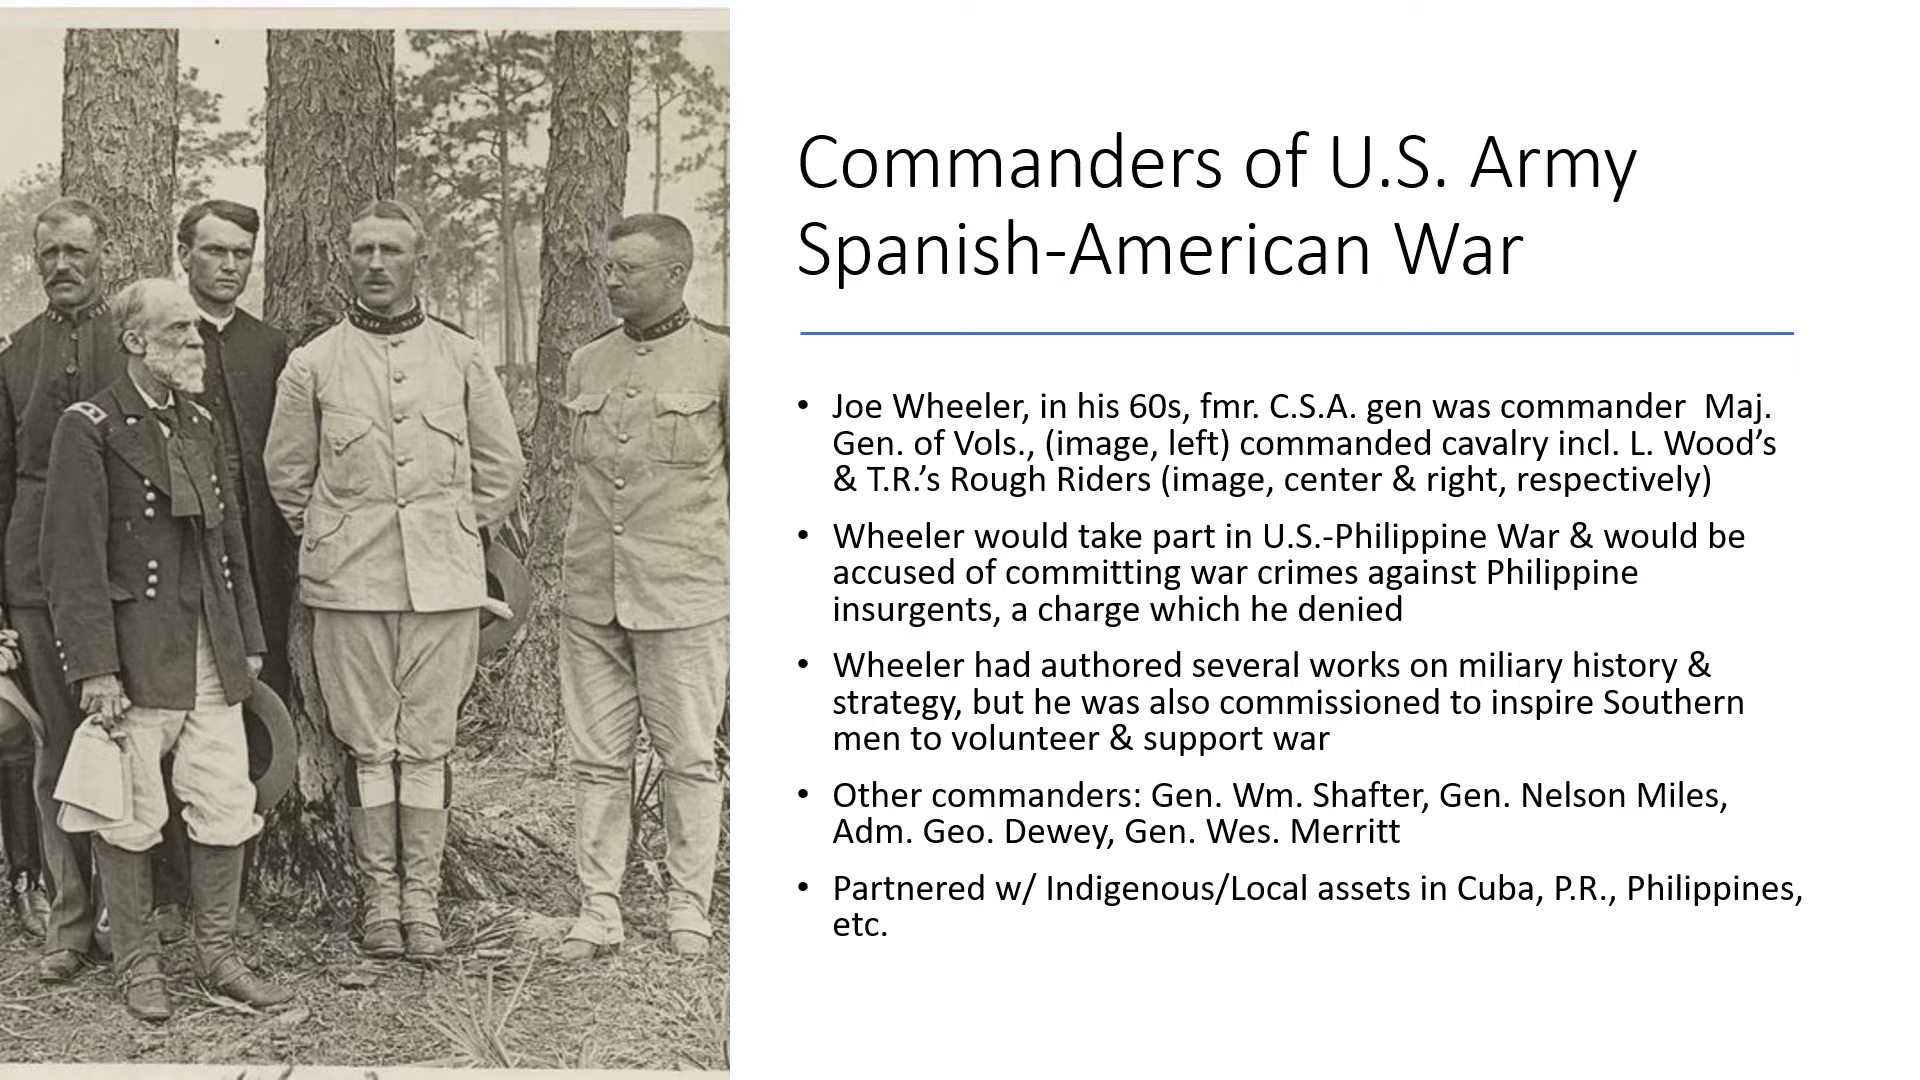 Commanders of U.S. Army
Spanish-American War
• Joe Wheeler, in his 60s, fmr. C.S.A. gen was commander  Maj.
Gen. of Vols., (image, left) commanded cavalry incl. L. Wood’s
& T.R.’s Rough Riders (image, center & right, respectively)
• Wheeler would take part in U.S.-Philippine War & would be
accused of committing war crimes against Philippine
insurgents, a charge which he denied
• Wheeler had authored several works on miliary history &
strategy, but he was also commissioned to inspire Southern
men to volunteer & support war
• Other commanders: Gen. Wm. Shafter, Gen. Nelson Miles,
Adm. Geo. Dewey, Gen. Wes. Merritt
• Partnered w/ Indigenous/Local assets in Cuba, P.R., Philippines,
etc.